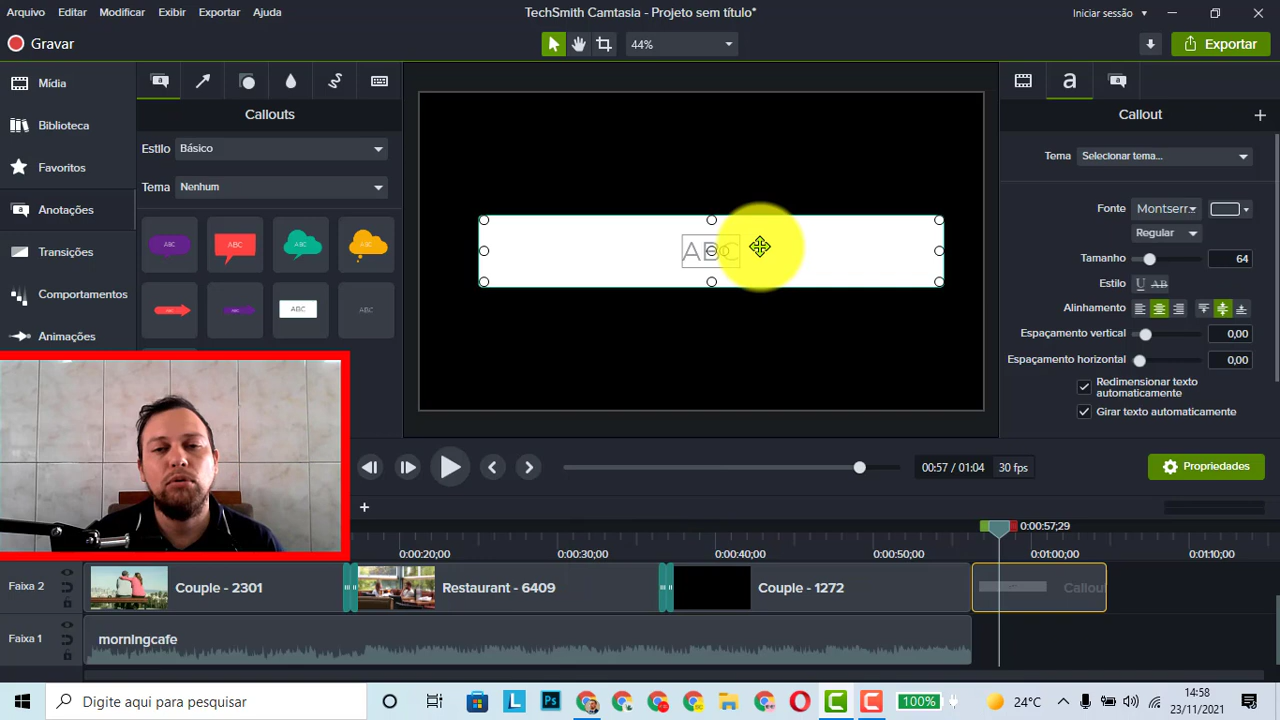 Arquivo Editar Modificar Exibir Exportar Ajuda TechSmith Camtasia - Projeto sem título* Iniciar sessão
Gravar 44% Exportar
Mídia
Biblioteca
Favoritos
Anotações
Transições
Comportamentos
Animações
Callouts
Estilo Básico
Tema Nenhum
ABC ABC ABC ABC
ABC ABC
ABC
Callout
Tema Selecionar tema...
Fonte Montserr...
Regular
Tamanho 64
Estilo U AB
Alinhamento
Espaçamento vertical 0,00
Espaçamento horizontal 0,00
Redimensionar texto automaticamente
Girar texto automaticamente
00:57 / 01:04 30 fps
Propriedades
0:00:57;29
0:00:20;00 0:00:30;00 0:00:40;00 0:00:50;00 0:01:00;00 0:01:10;00
Faixa 2 Couple - 2301 Restaurant - 6409 Couple - 1272 Callou
Faixa 1 morningcafe
Digite aqui para pesquisar L Ps 100% 24°C 14:58
23/11/2021